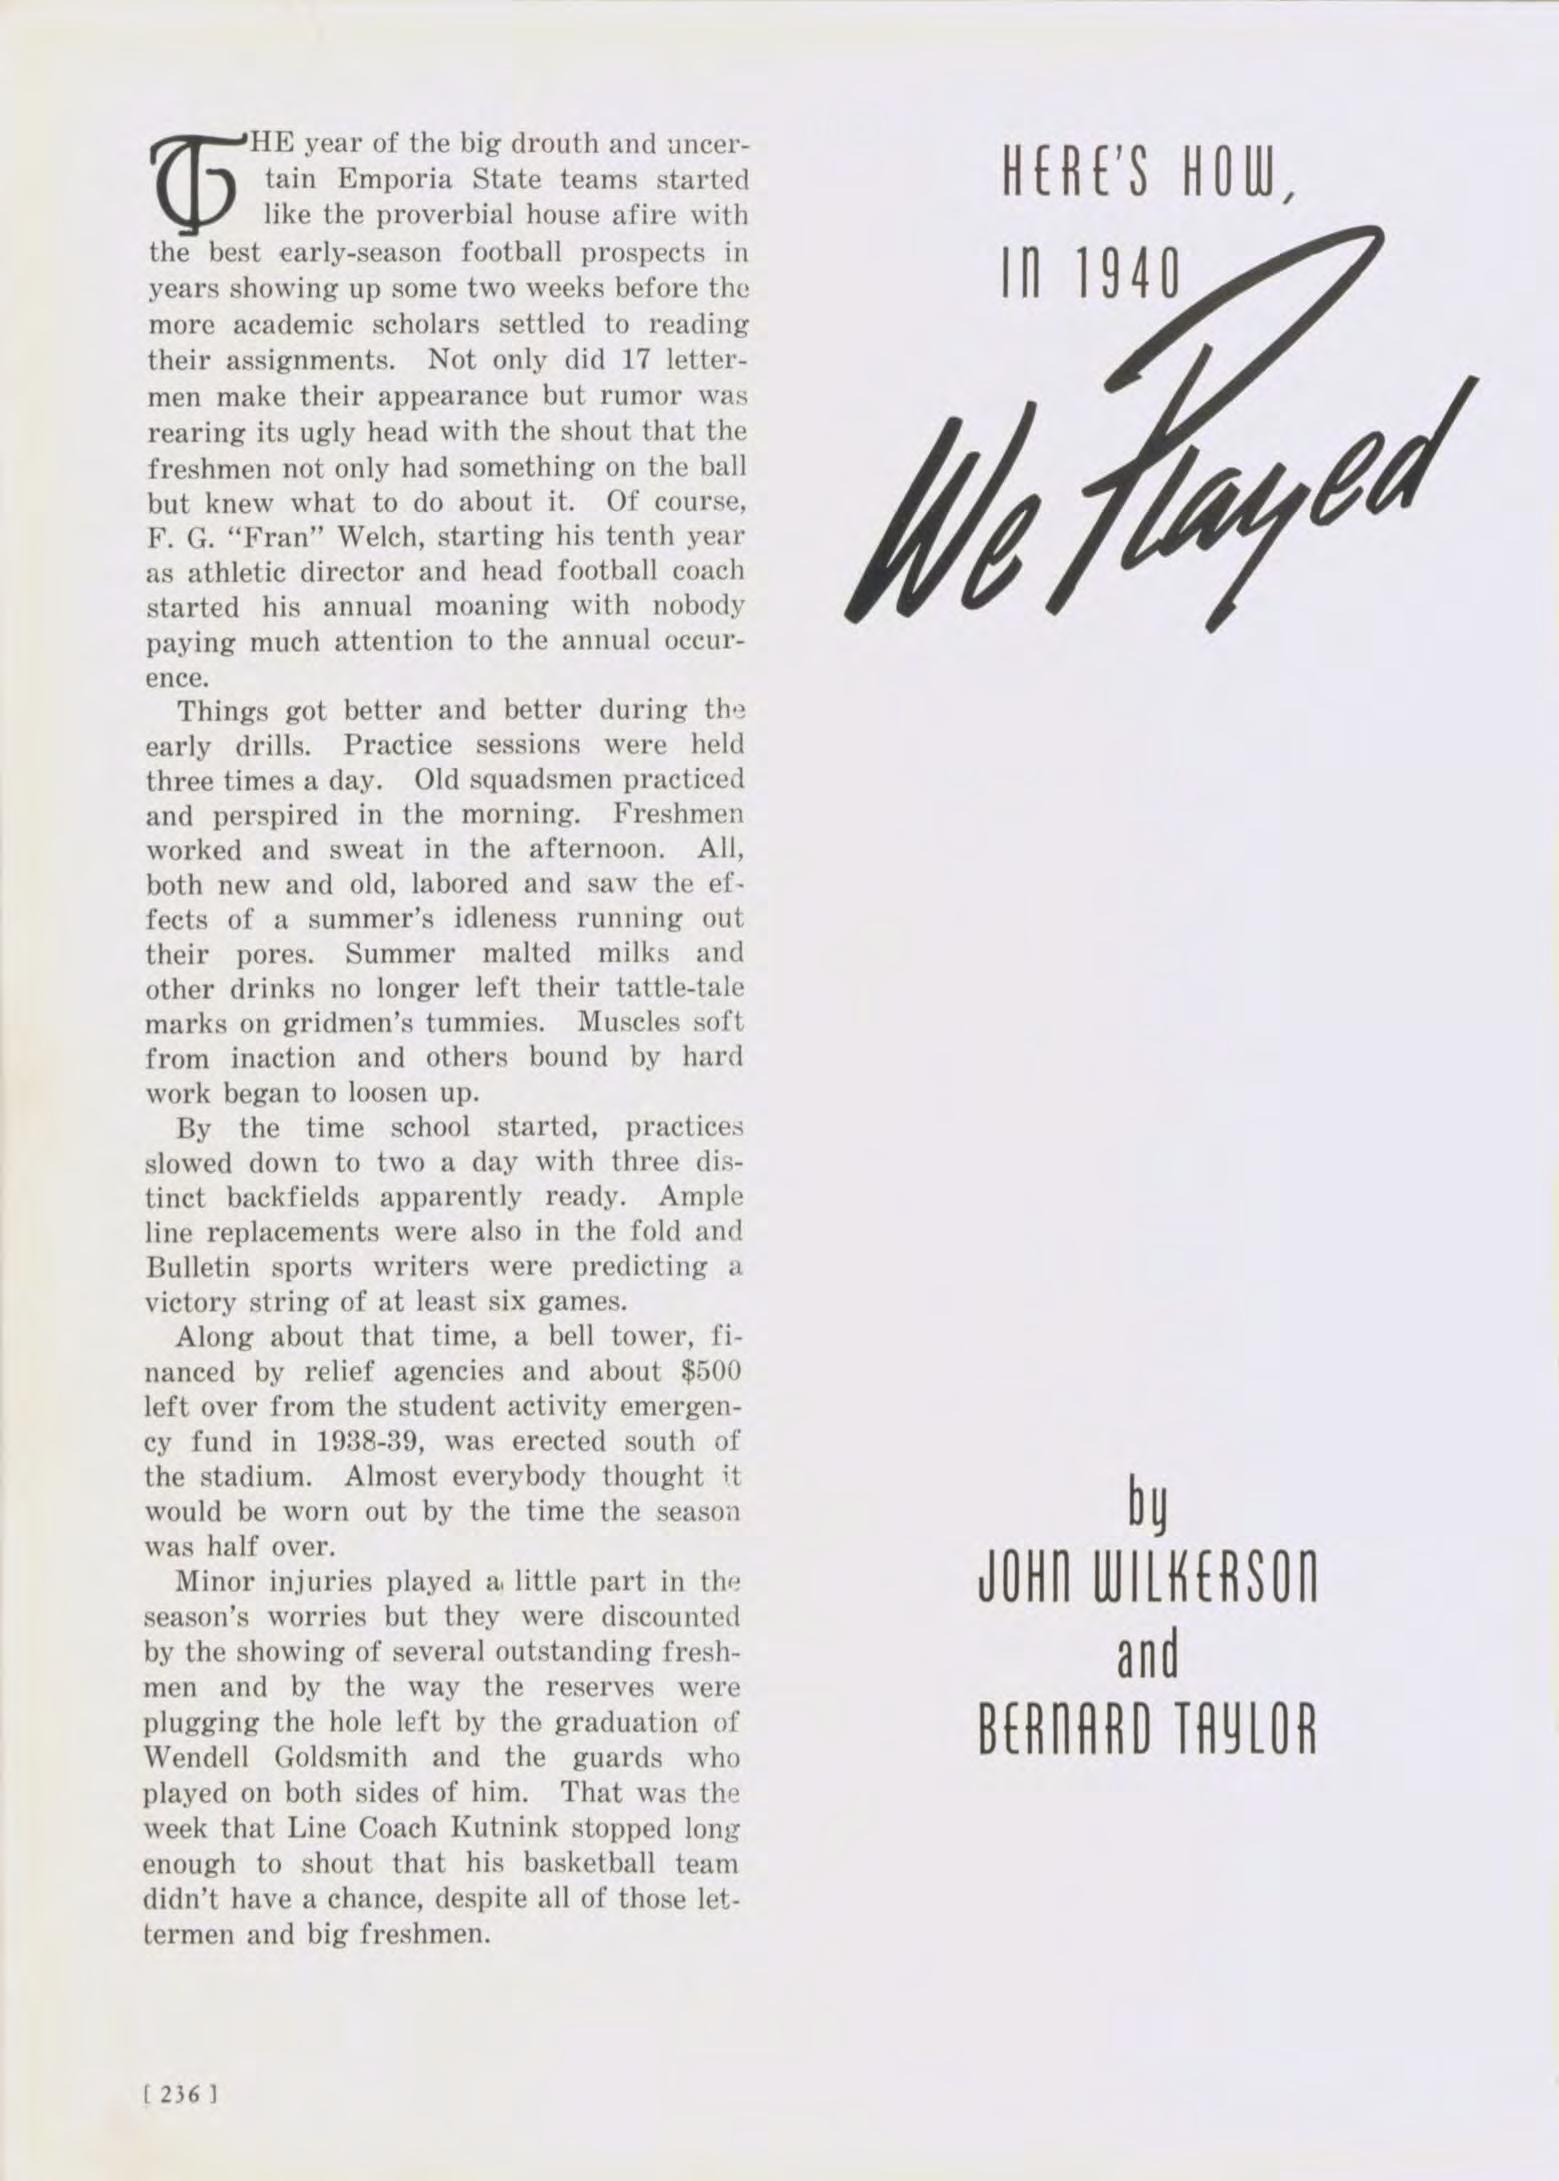 THE year of the big drouth and uncer-
tain Emporia State teams started
like the proverbial house afire with
the best early-season football prospects in
years showing up some two weeks before the
more academic scholars settled to reading
their assignments. Not only did 17 letter-
men make their appearance but rumor was
rearing its ugly head with the shout that the
freshmen not only had something on the ball
but knew what to do about it. Of course,
F. G. "Fran" Welch, starting his tenth year
as athletic director and head football coach
started his annual moaning with nobody
paying much attention to the annual occur-
ence.
Things got better and better during the
early drills. Practice sessions were held
three times a day. Old squadsmen practiced
and perspired in the morning. Freshmen
worked and sweat in the afternoon. All,
both new and old, labored and saw the ef-
fects of a summer's idleness running out
their pores. Summer malted milks and
other drinks no longer left their tattle-tale
marks on gridmen's tummies. Muscles soft
from inaction and others bound by hard
work began to loosen up.
By the time school started, practices
slowed down to two a day with three dis-
tinct backfields apparently ready. Ample
line replacements were also in the fold and
Bulletin sports writers were predicting a
victory string of at least six games.
Along about that time, a bell tower, fi-
nanced by relief agencies and about $500
left over from the student activity emergen-
cy fund in 1938-39, was erected south of
the stadium. Almost everybody thought it
would be worn out by the time the season
was half over.
Minor injuries played a little part in the
season's worries but they were discounted
by the showing of several outstanding fresh-
men and by the way the reserves were
plugging the hole left by the graduation of
Wendell Goldsmith and the guards who
played on both sides of him. That was the
week that Line Coach Kutnink stopped long
enough to shout that his basketball team
didn't have a chance, despite all of those let-
termen and big freshmen.
[ 236 ]
HERE'S HOW,
IN 1940
We Played
by
JOHN WILKERSON
and
BERNARD TAYLOR